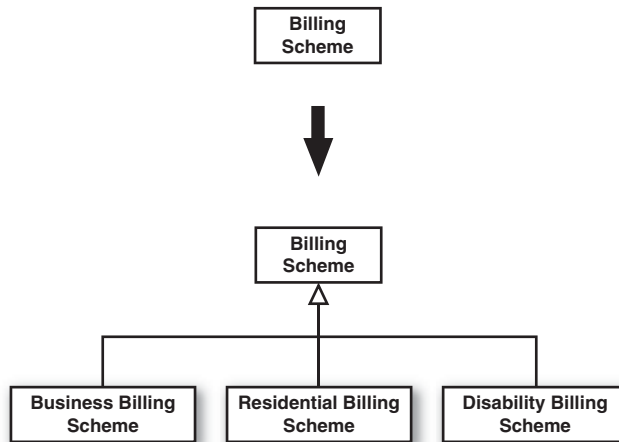 Billing
Scheme
Billing
Scheme
Business Billing
Scheme
Residential Billing
Scheme
Disability Billing
Scheme